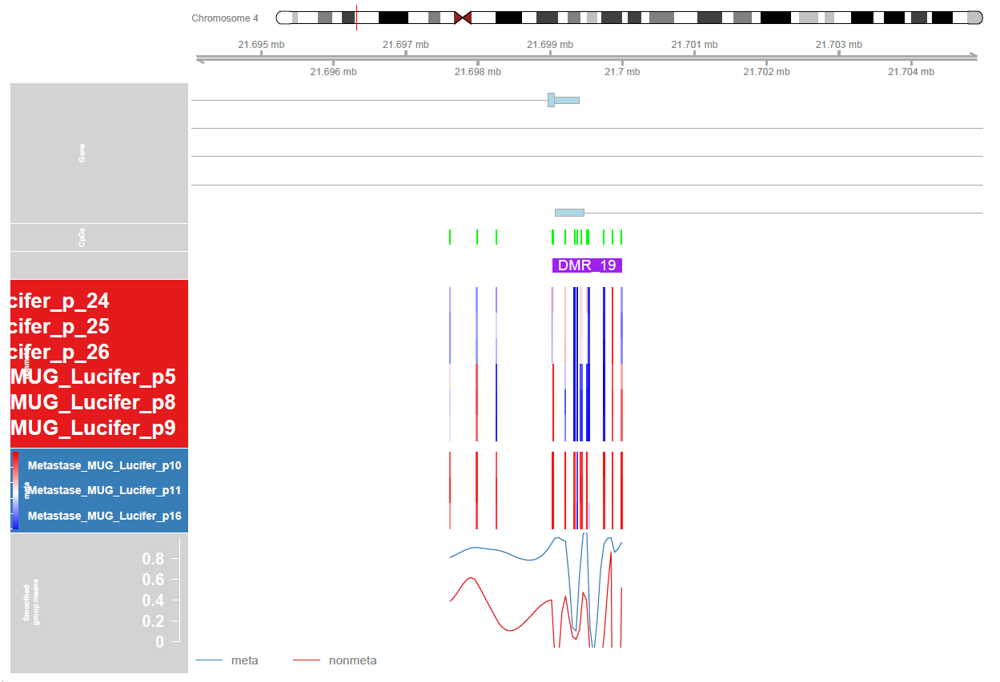 Chromosome 4
21.695 mb
21.697 mb
21.699 mb
21.701 mb
21.703 mb
21.696 mb
21.698 mb
21.7 mb
21.702 mb
21.704 mb
Gene
CpGs
DMR_19
cifer_p_24
cifer_p_25
cifer_p_26
MUG_Lucifer_p5
MUG_Lucifer_p8
MUG_Lucifer_p9
Metastase_MUG_Lucifer_p10
meta
Metastase_MUG_Lucifer_p11
Metastase_MUG_Lucifer_p16
Smoothed
group means
0.8
0.6
0.4
0.2
0
meta
nonmeta